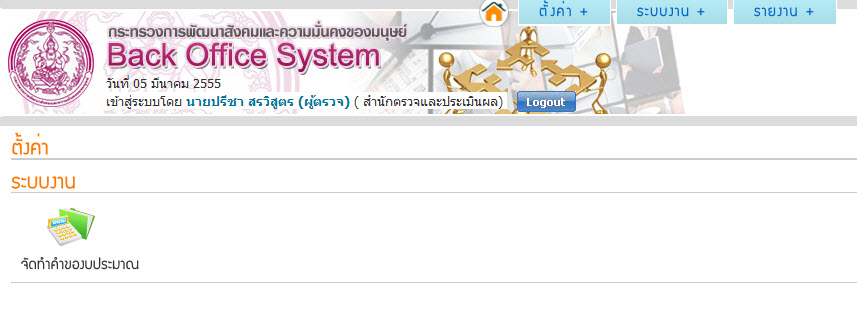 ตั้งค่า +
ระบบงาน +
รายงาน +
กระทรวงการพัฒนาสังคมและความมั่นคงของมนุษย์
Back Office System
วันที่ 05 มีนาคม 2555
เข้าสู่ระบบโดย นายปรีชา สรวิสูตร (ผู้ตรวจ) ( สำนักตรวจและประเมินผล) Logout
ตั้งค่า
ระบบงาน
จัดทำคำของบประมาณ